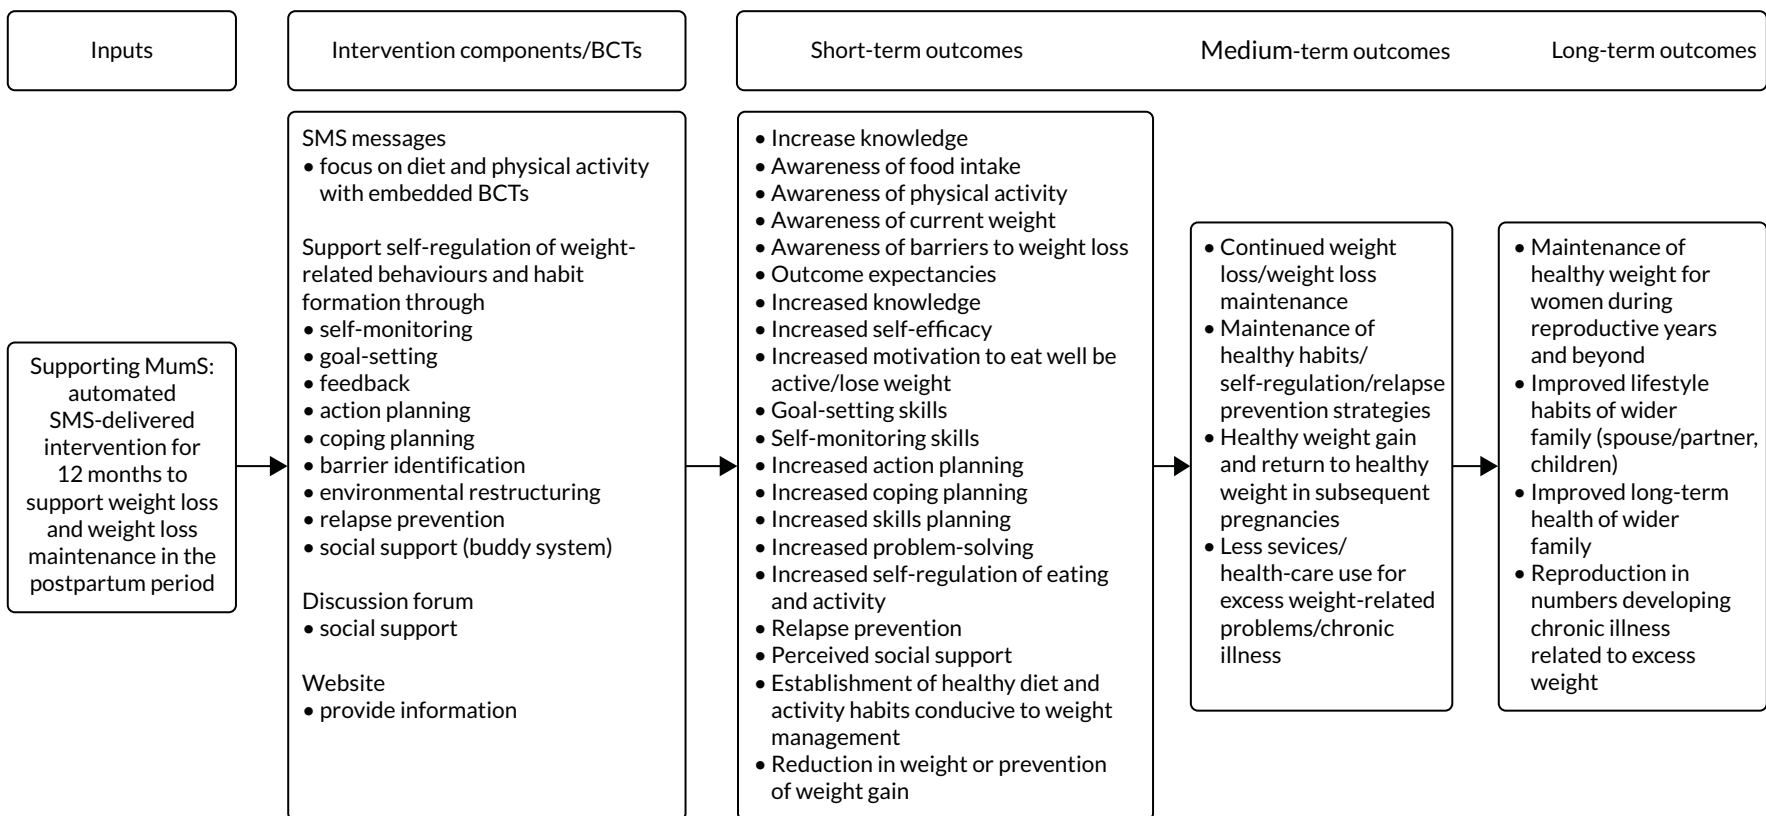 Inputs
Intervention components/BCTs
Short-term outcomes
Medium-term outcomes
Long-term outcomes
Supporting MumS:
automated
SMS-delivered
intervention for
12 months to
support weight loss
and weight loss
maintenance in the
postpartum period
SMS messages
• focus on diet and physical activity
with embedded BCTs
Support self-regulation of weight-
related behaviours and habit
formation through
• self-monitoring
• goal-setting
• feedback
• action planning
• coping planning
• barrier identification
• environmental restructuring
• relapse prevention
• social support (buddy system)
Discussion forum
• social support
Website
• provide information
• Increase knowledge
• Awareness of food intake
• Awareness of physical activity
• Awareness of current weight
• Awareness of barriers to weight loss
• Outcome expectancies
• Increased knowledge
• Increased self-efficacy
• Increased motivation to eat well be
active/lose weight
• Goal-setting skills
• Self-monitoring skills
• Increased action planning
• Increased coping planning
• Increased skills planning
• Increased problem-solving
• Increased self-regulation of eating
and activity
• Relapse prevention
• Perceived social support
• Establishment of healthy diet and
activity habits conducive to weight
management
• Reduction in weight or prevention
of weight gain
• Continued weight
loss/weight loss
maintenance
• Maintenance of
healthy habits/
self-regulation/relapse
prevention strategies
• Healthy weight gain
and return to healthy
weight in subsequent
pregnancies
• Less sevices/
health-care use for
excess weight-related
problems/chronic
illness
• Maintenance of
healthy weight for
women during
reproductive years
and beyond
• Improved lifestyle
habits of wider
family (spouse/partner,
children)
• Improved long-term
health of wider
family
• Reproduction in
numbers developing
chronic illness
related to excess
weight